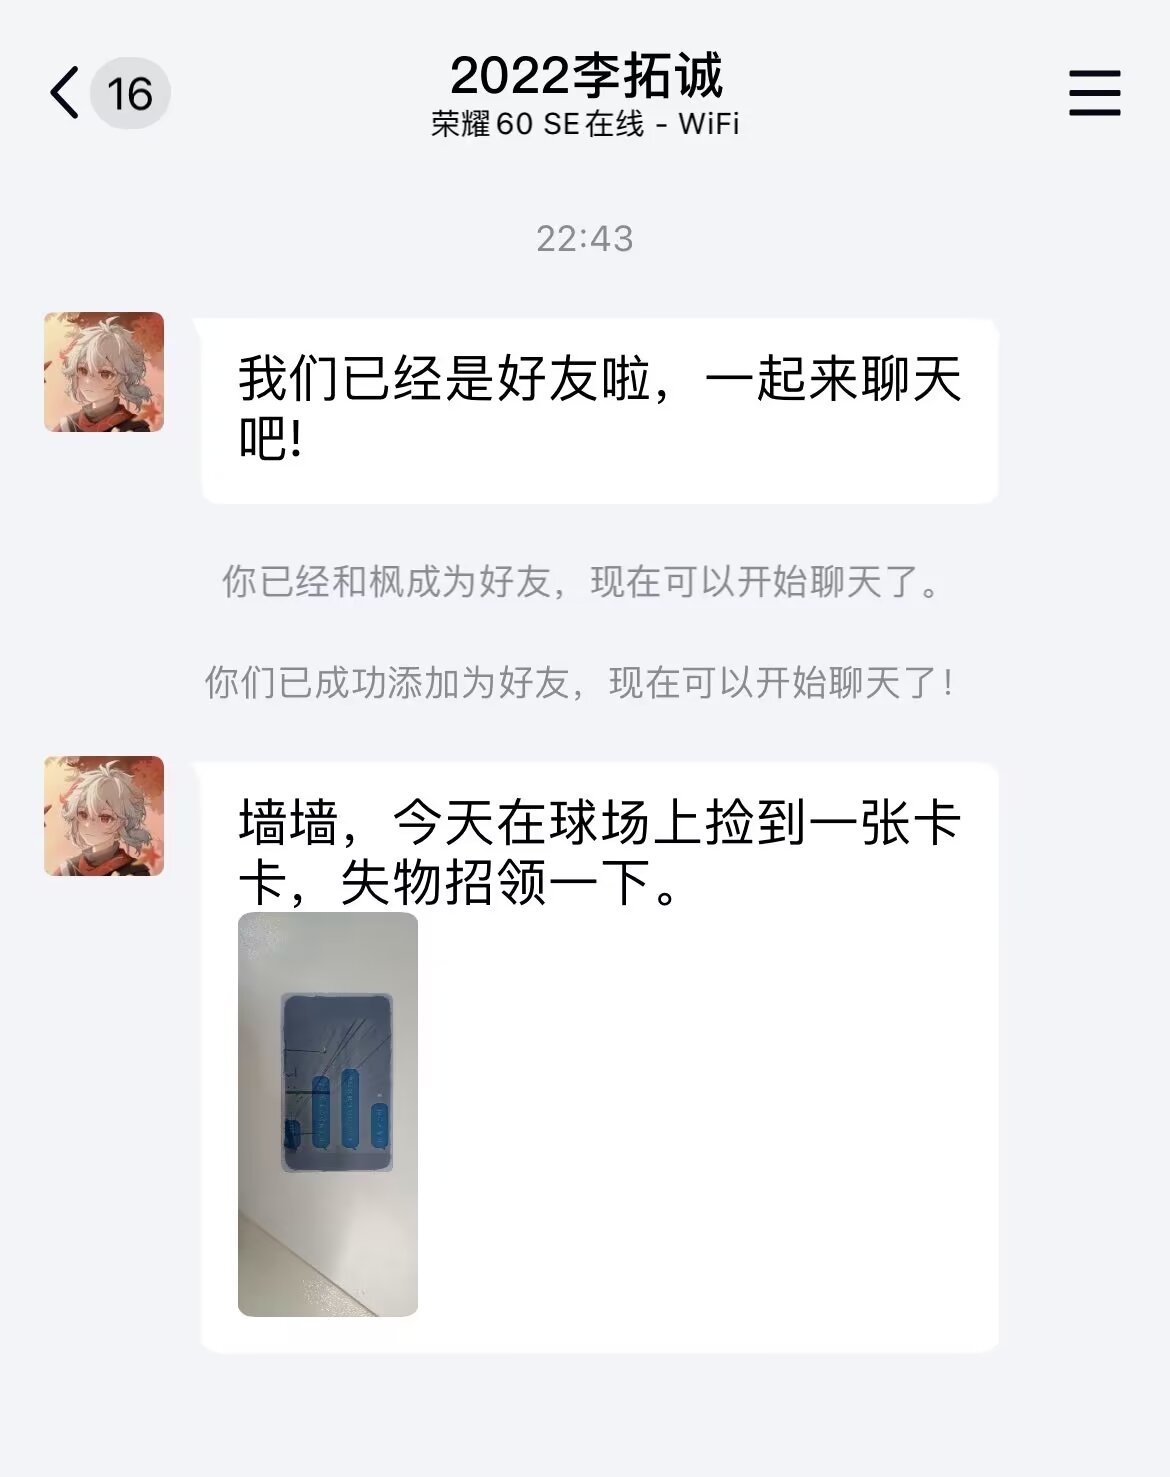 16
2022李拓诚
荣耀60 SE在线 - WiFi
22:43
我们已经是好友啦，一起来聊天
吧!
你已经和枫成为好友，现在可以开始聊天了。
你们已成功添加为好友，现在可以开始聊天了！
墙墙，今天在球场上捡到一张卡
卡，失物招领一下。